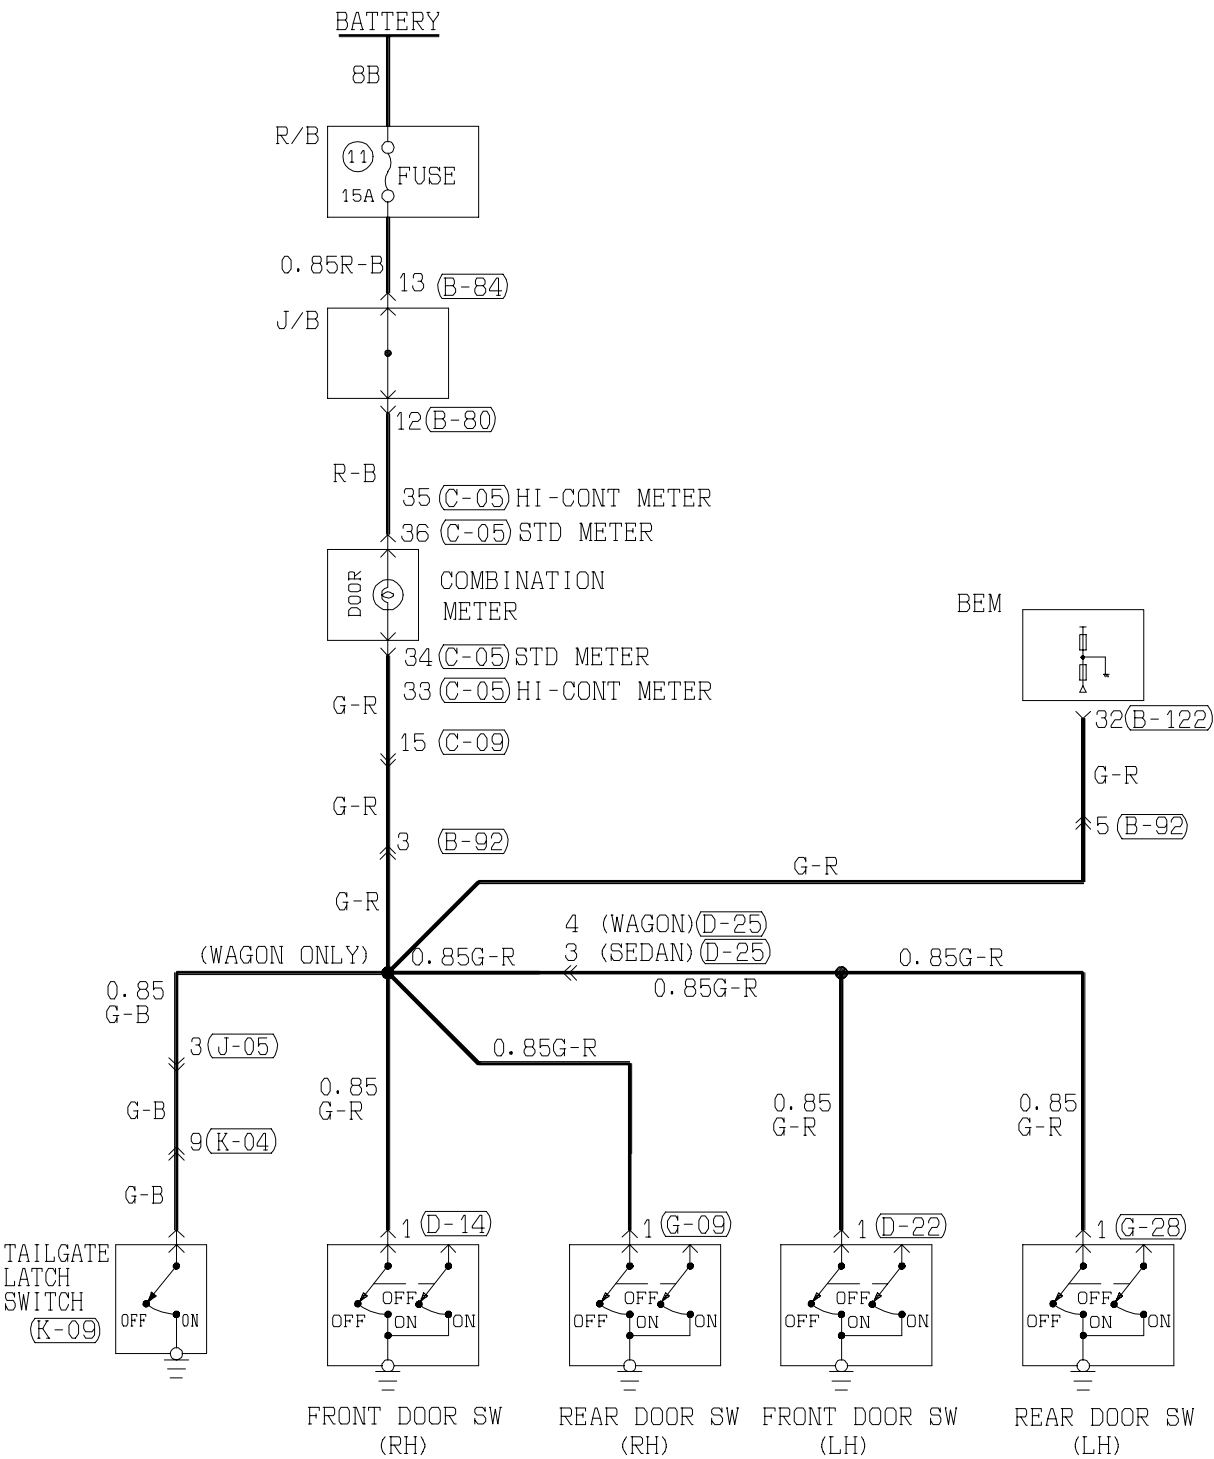 BATTERY
8B
R/B
11
FUSE
15A
0.85R-B
13 B-84
J/B
12 B-80
R-B
35 C-05 HI-CONT METER
36 C-05 STD METER
DOOR
COMBINATION
METER
BEM
34 C-05 STD METER
33 C-05 HI-CONT METER
G-R
32 B-122
15 C-09
G-R
G-R
5 B-92
3 B-92
G-R
G-R
4 (WAGON) D-25
3 (SEDAN) D-25
(WAGON ONLY)
0.85G-R
0.85G-R
0.85G-R
0.85
G-B
3 J-05
0.85G-R
0.85
G-R
0.85
G-R
0.85
G-R
G-B
9 K-04
G-B
1 D-14
1 G-09
1 D-22
1 G-28
TAILGATE
LATCH
SWITCH
K-09
OFF ON
OFF OFF ON ON
OFF OFF ON ON
OFF OFF ON ON
OFF OFF ON ON
FRONT DOOR SW
(RH)
REAR DOOR SW
(RH)
FRONT DOOR SW
(LH)
REAR DOOR SW
(LH)